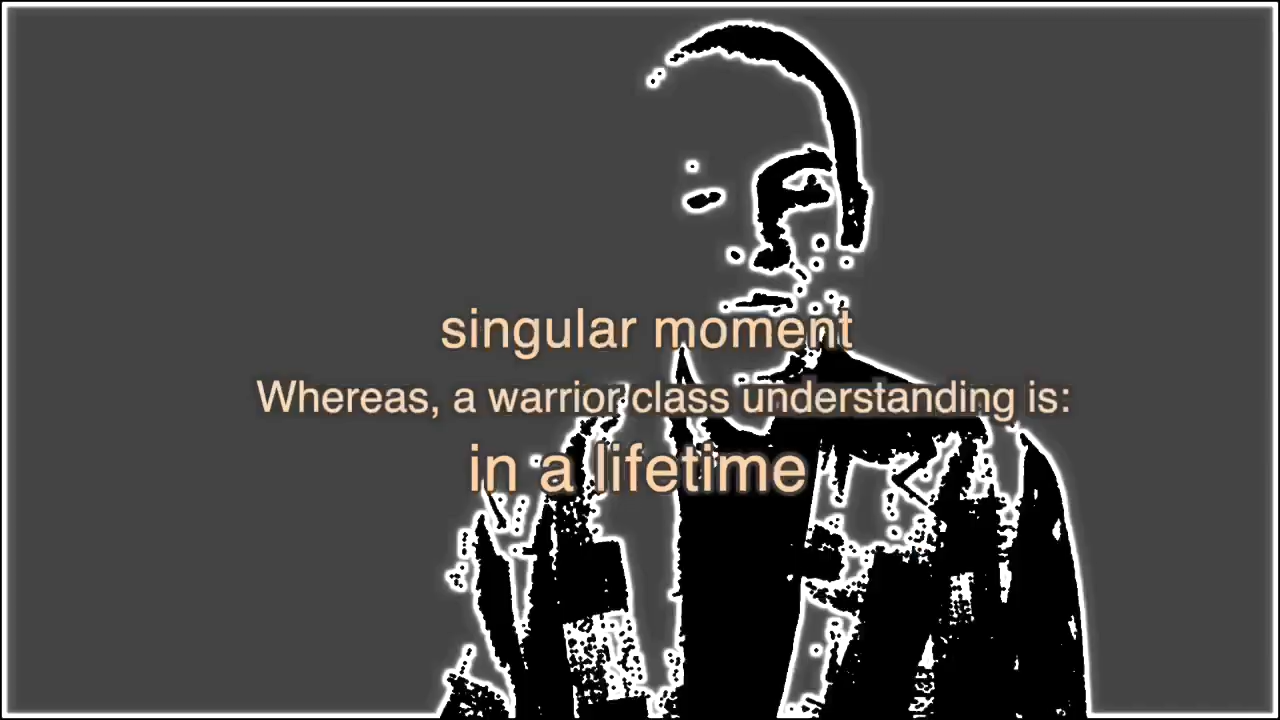 singular moment
Whereas, a warrior class understanding is:
in a lifetime